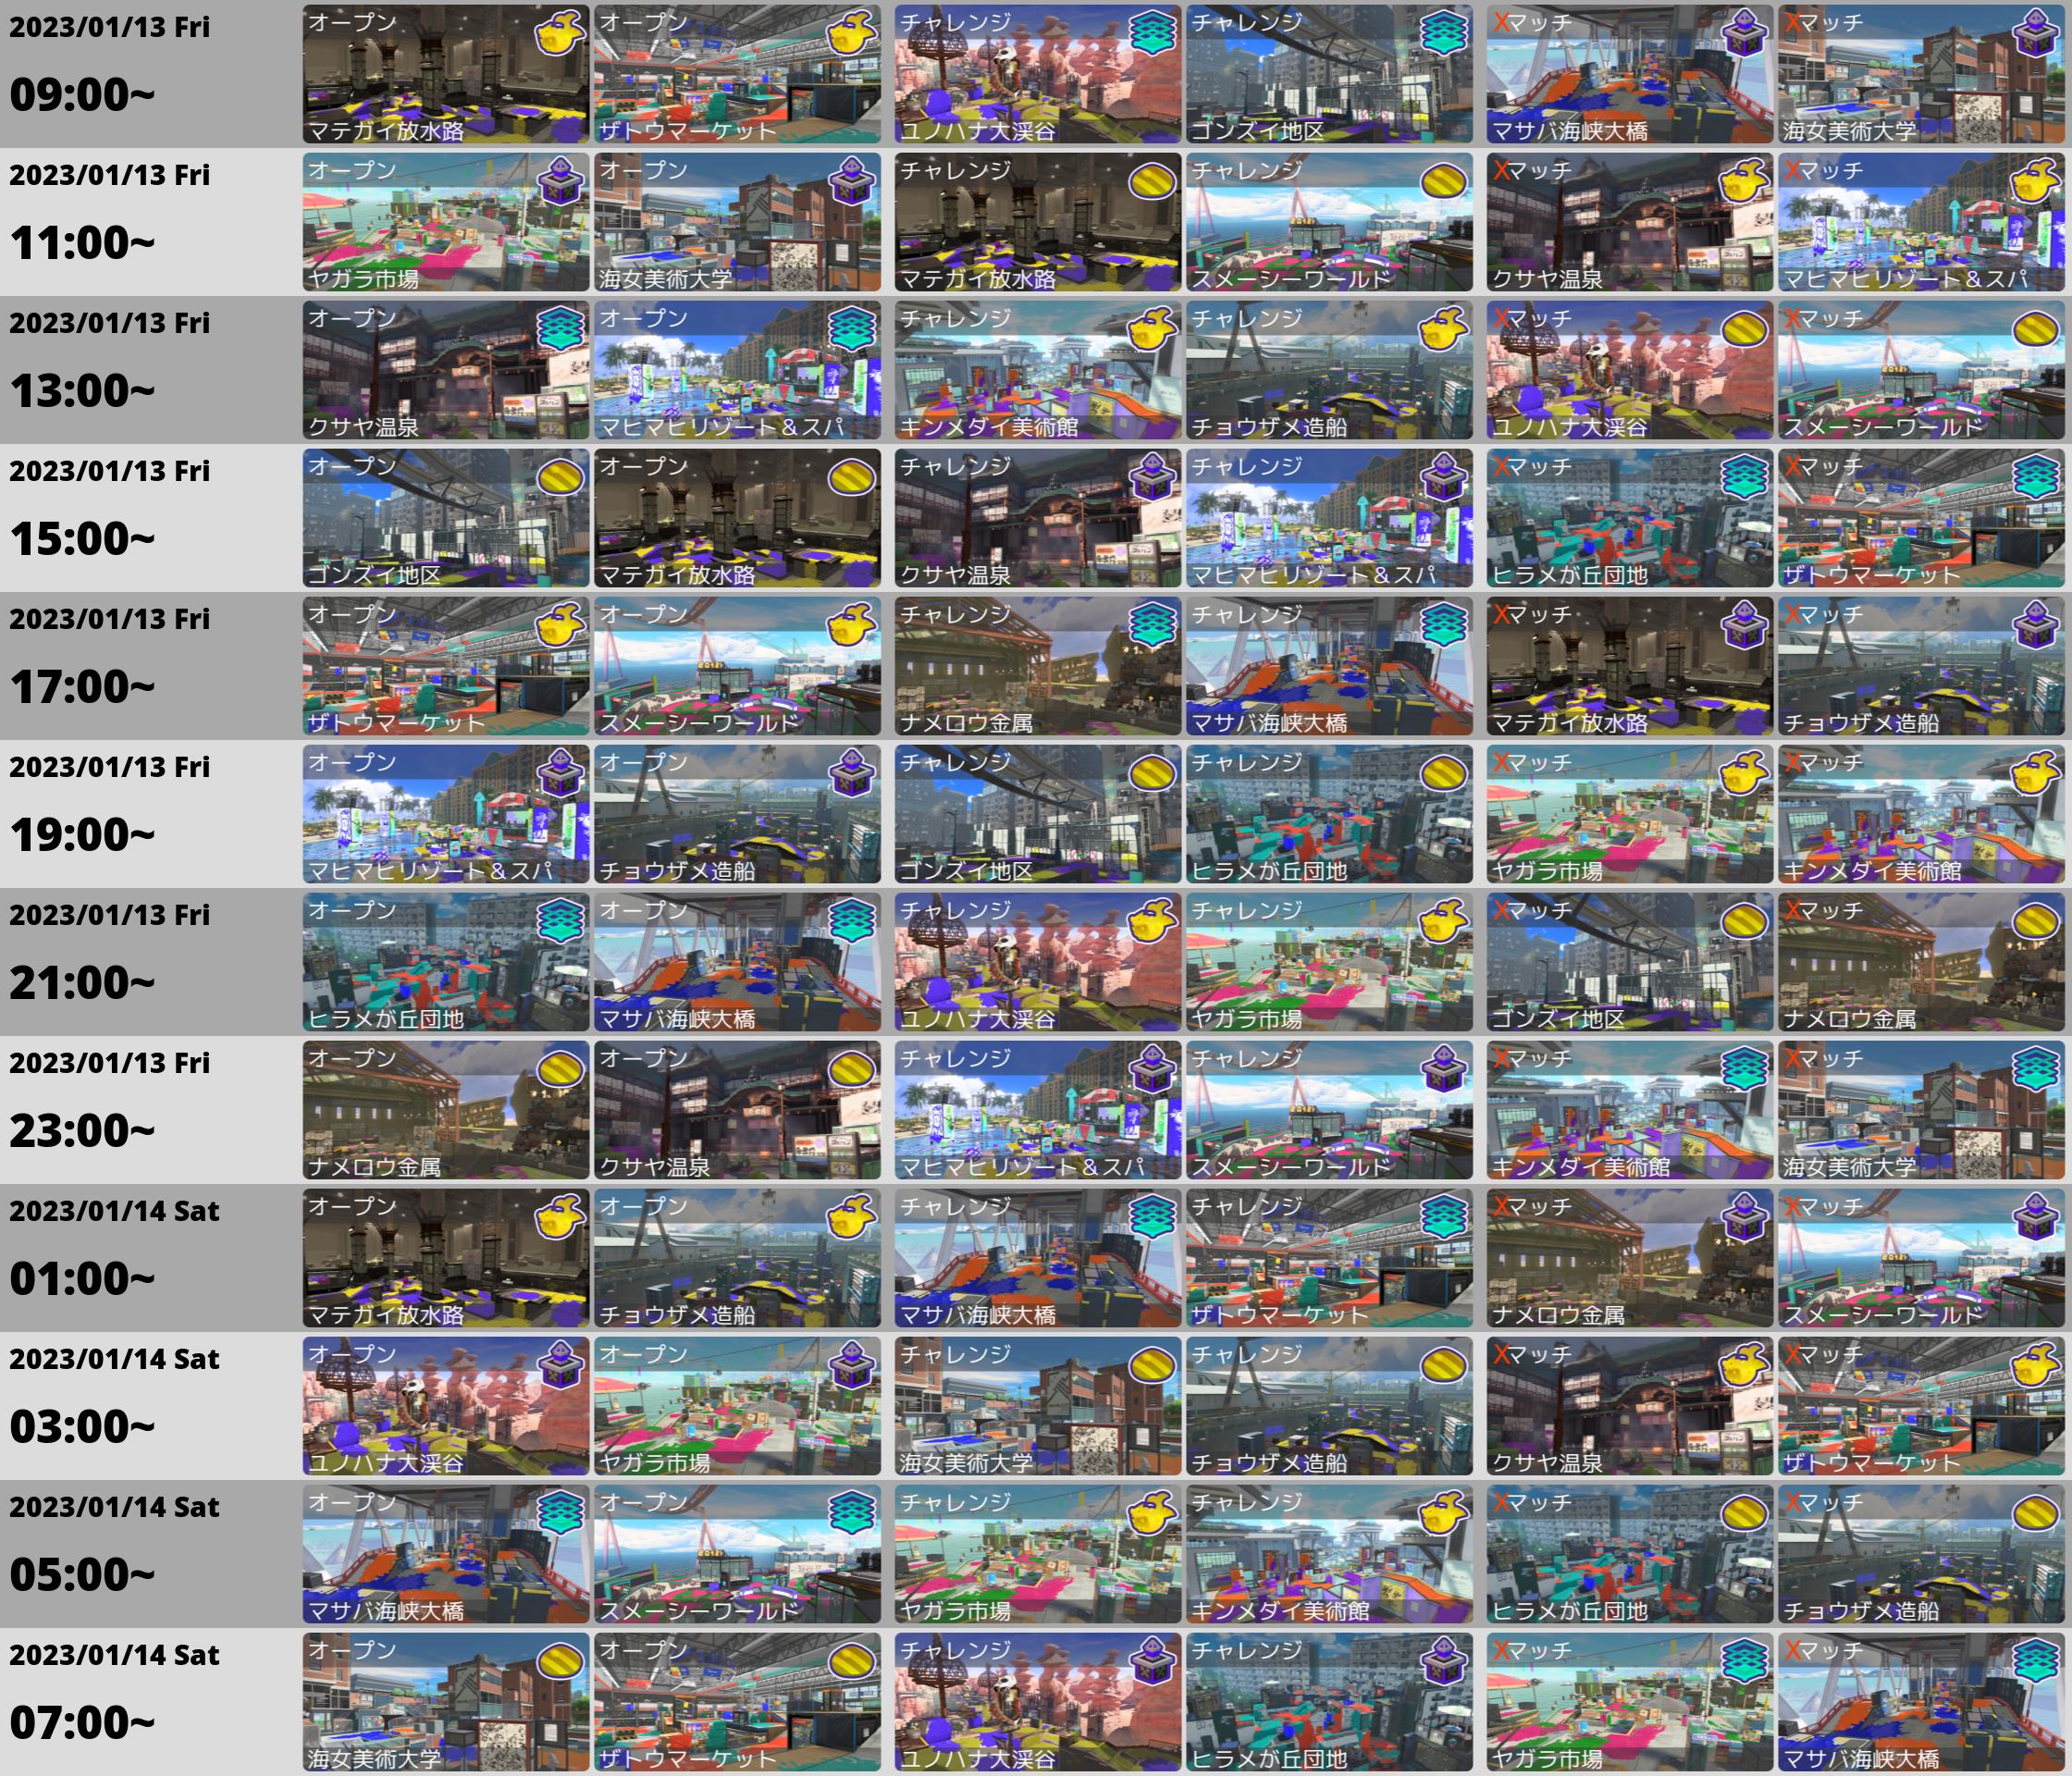 2023/01/13 Fri
09:00~
オープン オープン チャレンジ チャレンジ Xマッチ Xマッチ
マテガイ放水路 ザトウマーケット ユノハナ大渓谷 ゴンズイ地区 マサバ海峡大橋 海女美術大学
2023/01/13 Fri
11:00~
オープン オープン チャレンジ チャレンジ Xマッチ Xマッチ
ヤガラ市場 海女美術大学 マテガイ放水路 スメーシーワールド クサヤ温泉 マヒマヒリゾート&スパ
2023/01/13 Fri
13:00~
オープン オープン チャレンジ チャレンジ Xマッチ Xマッチ
クサヤ温泉 マヒマヒリゾート&スパ キンメダイ美術館 チョウザメ造船 ユノハナ大渓谷 スメーシーワールド
2023/01/13 Fri
15:00~
オープン オープン チャレンジ チャレンジ Xマッチ Xマッチ
ゴンズイ地区 マテガイ放水路 クサヤ温泉 マヒマヒリゾート&スパ ヒラメが丘団地 ザトウマーケット
2023/01/13 Fri
17:00~
オープン オープン チャレンジ チャレンジ Xマッチ Xマッチ
ザトウマーケット スメーシーワールド ナメロウ金属 マサバ海峡大橋 マテガイ放水路 チョウザメ造船
2023/01/13 Fri
19:00~
オープン オープン チャレンジ チャレンジ Xマッチ Xマッチ
マヒマヒリゾート&スパ チョウザメ造船 ゴンズイ地区 ヒラメが丘団地 ヤガラ市場 キンメダイ美術館
2023/01/13 Fri
21:00~
オープン オープン チャレンジ チャレンジ Xマッチ Xマッチ
ヒラメが丘団地 マサバ海峡大橋 ユノハナ大渓谷 ヤガラ市場 ゴンズイ地区 ナメロウ金属
2023/01/13 Fri
23:00~
オープン オープン チャレンジ チャレンジ Xマッチ Xマッチ
ナメロウ金属 クサヤ温泉 マヒマヒリゾート&スパ スメーシーワールド キンメダイ美術館 海女美術大学
2023/01/14 Sat
01:00~
オープン オープン チャレンジ チャレンジ Xマッチ Xマッチ
マテガイ放水路 チョウザメ造船 マサバ海峡大橋 ザトウマーケット ナメロウ金属 スメーシーワールド
2023/01/14 Sat
03:00~
オープン オープン チャレンジ チャレンジ Xマッチ Xマッチ
ユノハナ大渓谷 ヤガラ市場 海女美術大学 チョウザメ造船 クサヤ温泉 ザトウマーケット
2023/01/14 Sat
05:00~
オープン オープン チャレンジ チャレンジ Xマッチ Xマッチ
マサバ海峡大橋 スメーシーワールド ヤガラ市場 キンメダイ美術館 ヒラメが丘団地 チョウザメ造船
2023/01/14 Sat
07:00~
オープン オープン チャレンジ チャレンジ Xマッチ Xマッチ
海女美術大学 ザトウマーケット ユノハナ大渓谷 ヒラメが丘団地 ヤガラ市場 マサバ海峡大橋